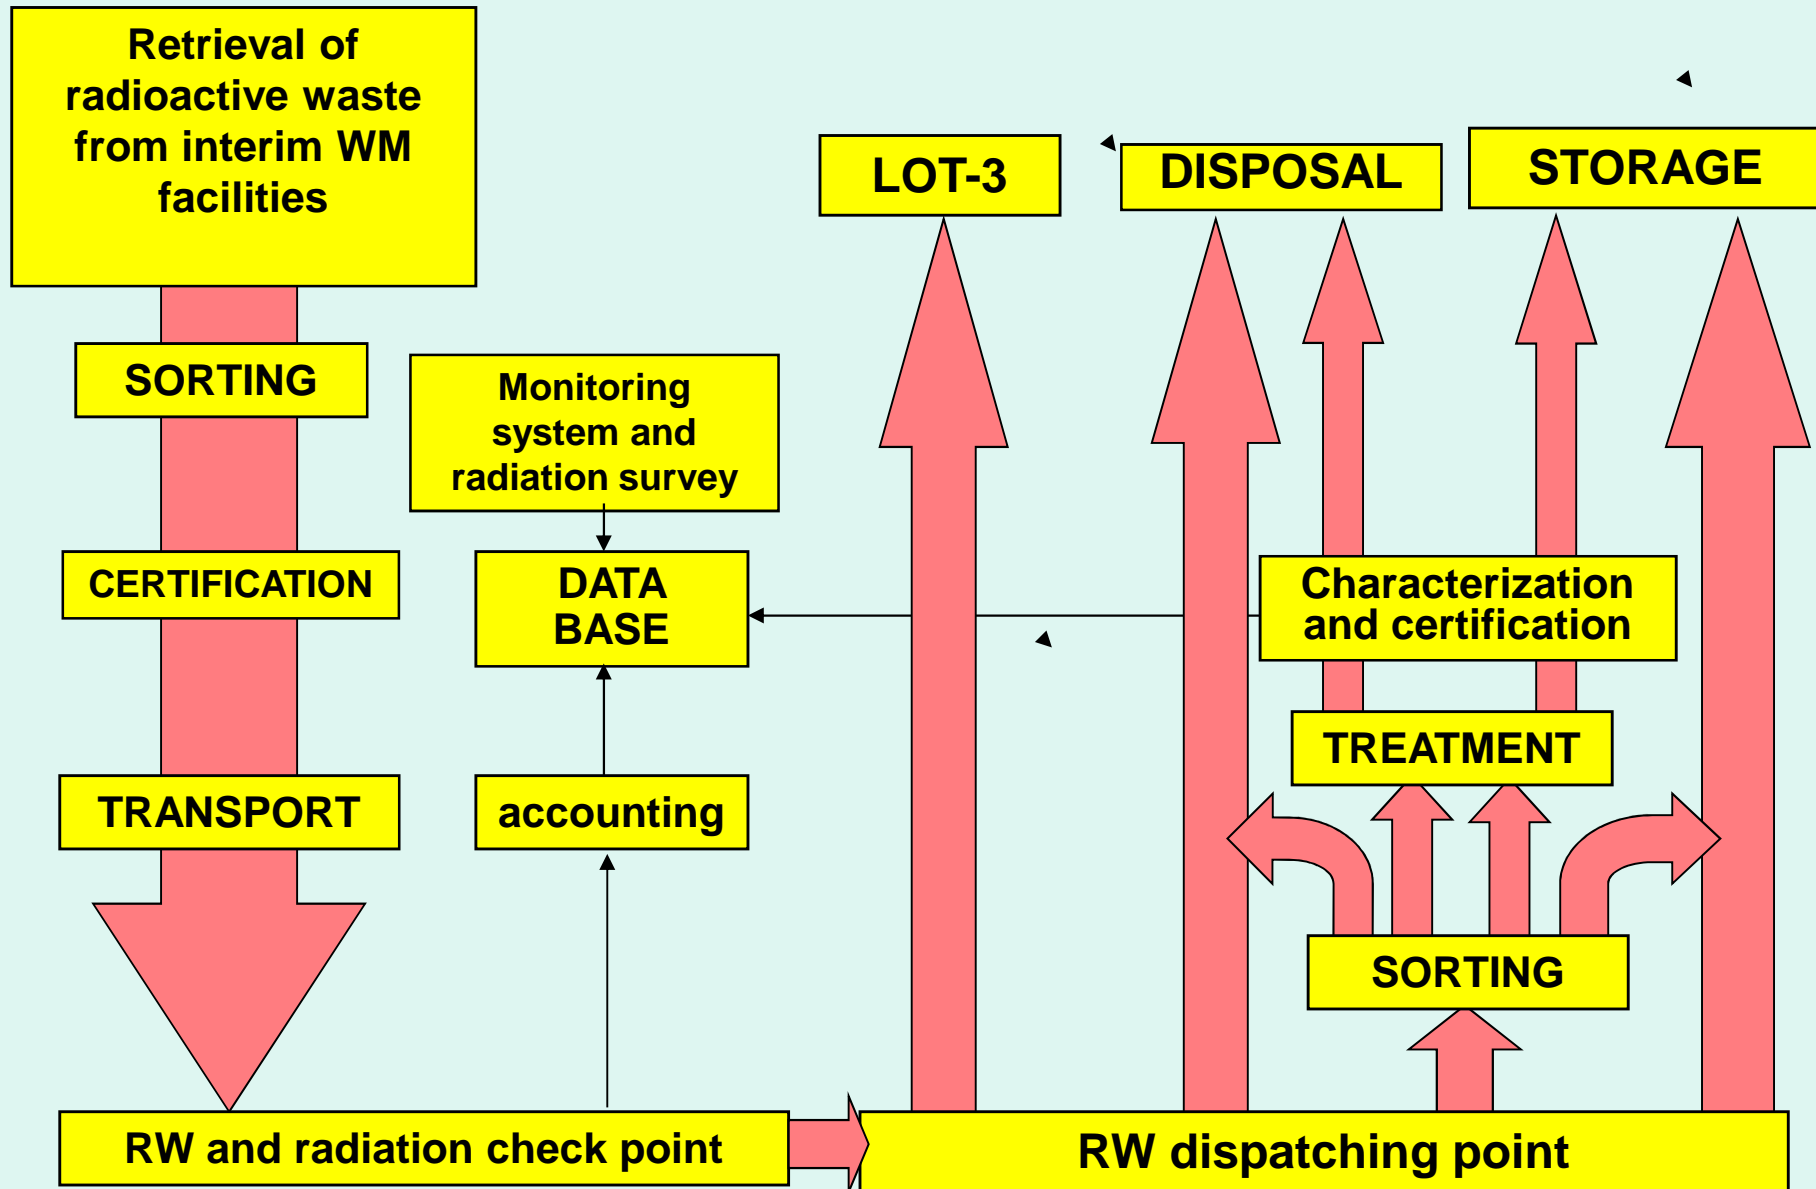 Retrieval of
radioactive waste
from interim WM
facilities
LOT-3
DISPOSAL
STORAGE
SORTING
Monitoring
system and
radiation survey
CERTIFICATION
DATA
BASE
Characterization
and certification
TREATMENT
TRANSPORT
accounting
SORTING
RW and radiation check point
RW dispatching point